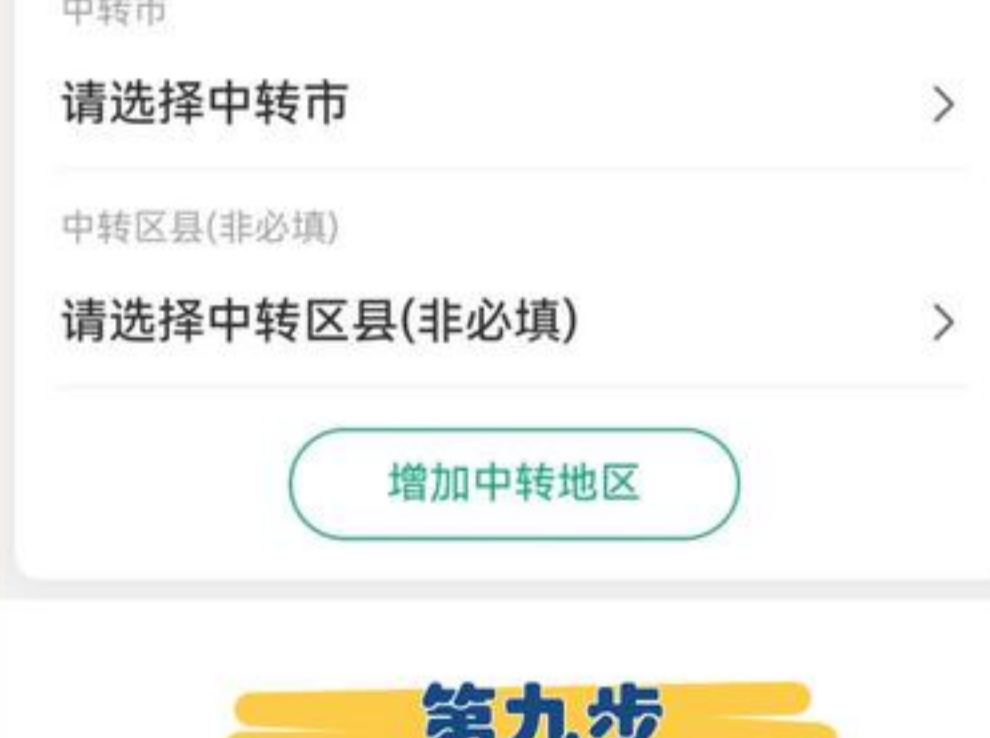 中转市
请选择中转市
中转区县(非必填)
请选择中转区县(非必填)
增加中转地区
第九步